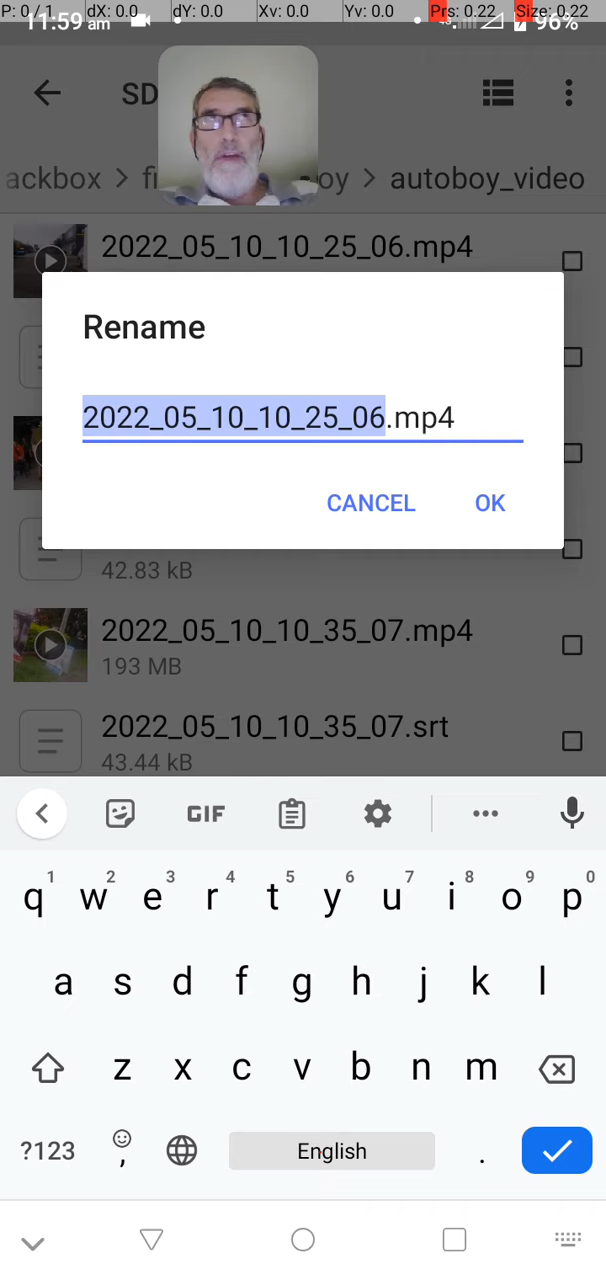 P: 0 / 1 dX: 0.0 dY: 0.0 Xv: 0.0 Yv: 0.0 Prs: 0.22 Size: 0.22
11:59 am 96%
SD
ackbox > fi oy > autoboy_video
2022_05_10_10_25_06.mp4
Rename
2022_05_10_10_25_06.mp4
CANCEL OK
42.83 kB
2022_05_10_10_35_07.mp4
193 MB
2022_05_10_10_35_07.srt
43.44 kB
GIF
1 2 3 4 5 6 7 8 9 0
q w e r t y u i o p
a s d f g h j k l
z x c v b n m
?123 , English .